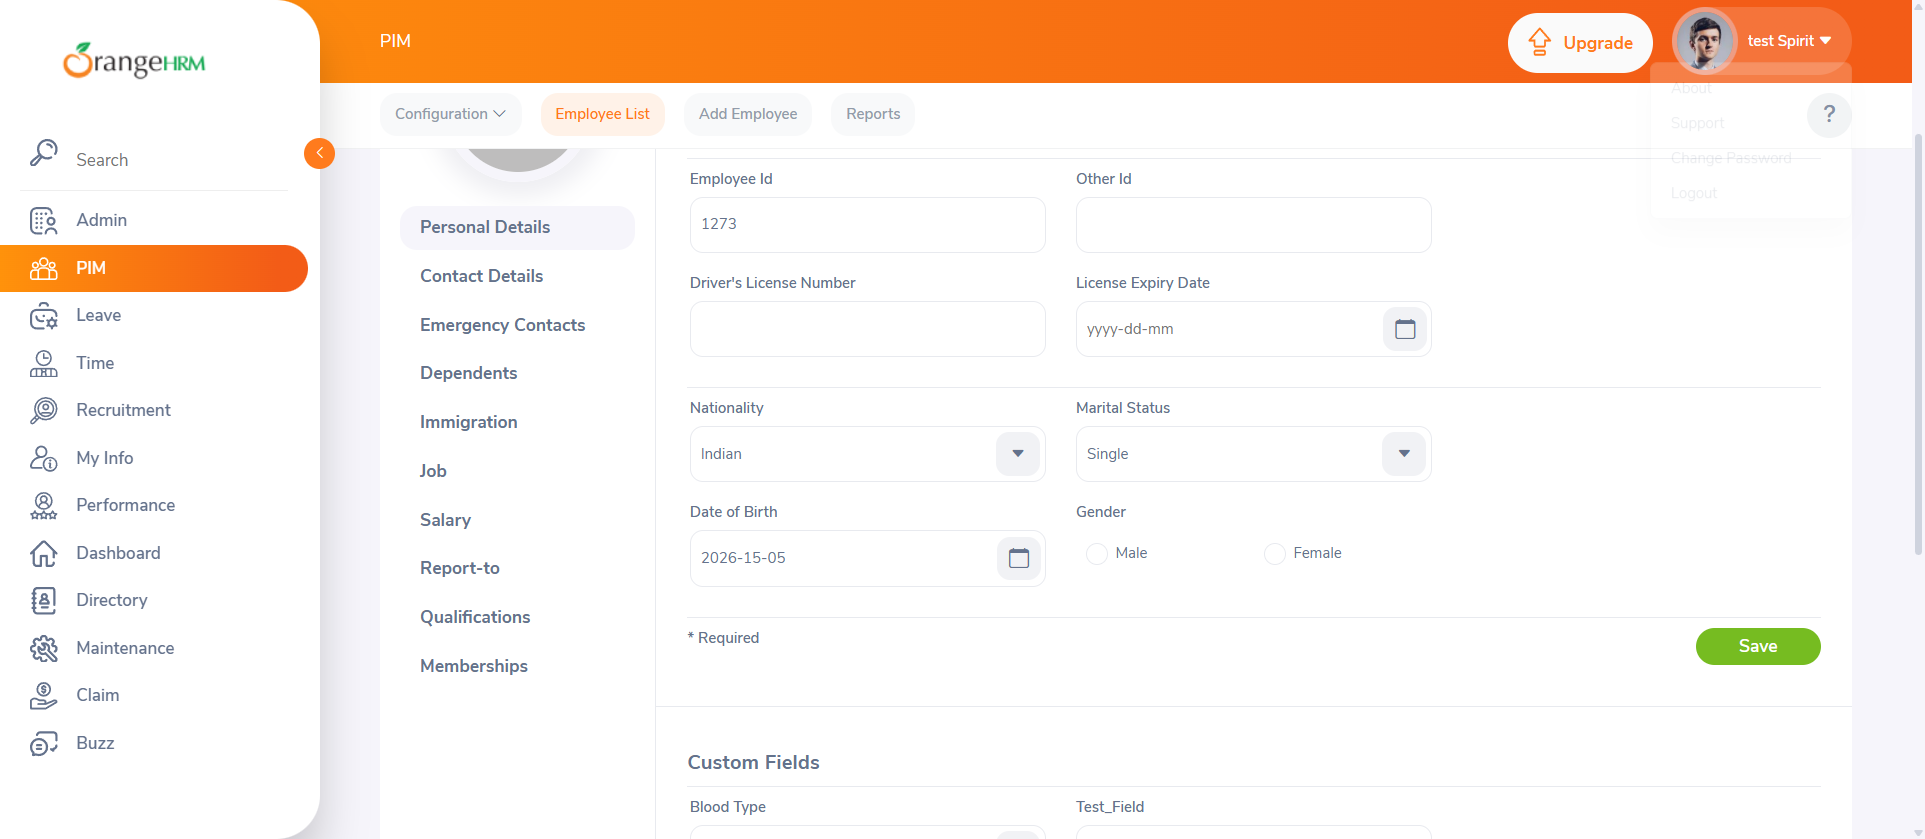 OrangeHRM
PIM
Upgrade
test Spirit
About
Support
Change Password
Logout
?
Configuration
Employee List
Add Employee
Reports
Search
Admin
PIM
Leave
Time
Recruitment
My Info
Performance
Dashboard
Directory
Maintenance
Claim
Buzz
Personal Details
Contact Details
Emergency Contacts
Dependents
Immigration
Job
Salary
Report-to
Qualifications
Memberships
Employee Id
Other Id
1273
Driver's License Number
License Expiry Date
yyyy-dd-mm
Nationality
Marital Status
Indian
Single
Date of Birth
Gender
2026-15-05
Male
Female
* Required
Save
Custom Fields
Blood Type
Test_Field